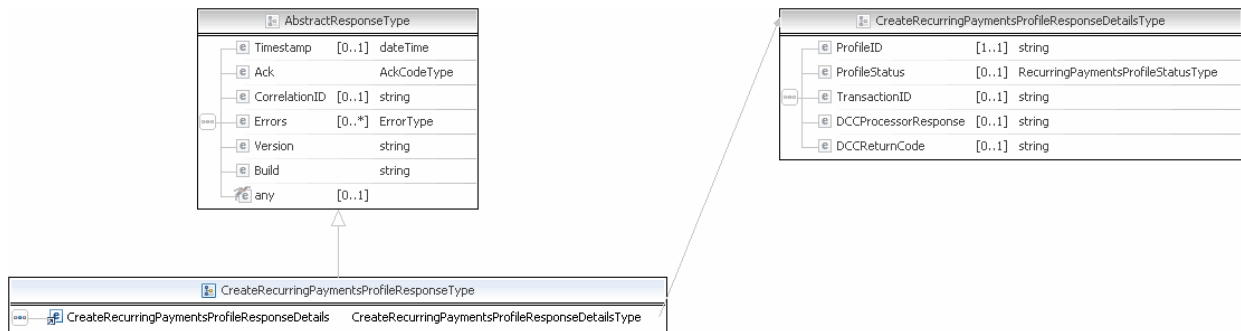 AbstractResponseType
e Timestamp [0..1] dateTime
e Ack AckCodeType
e CorrelationID [0..1] string
e Errors [0..*] ErrorType
e Version string
e Build string
e any [0..1]
CreateRecurringPaymentsProfileResponseDetailsType
e ProfileID [1..1] string
e ProfileStatus [0..1] RecurringPaymentsProfileStatusType
e TransactionID [0..1] string
e DCCProcessorResponse [0..1] string
e DCCReturnCode [0..1] string
CreateRecurringPaymentsProfileResponseType
e CreateRecurringPaymentsProfileResponseDetails CreateRecurringPaymentsProfileResponseDetailsType